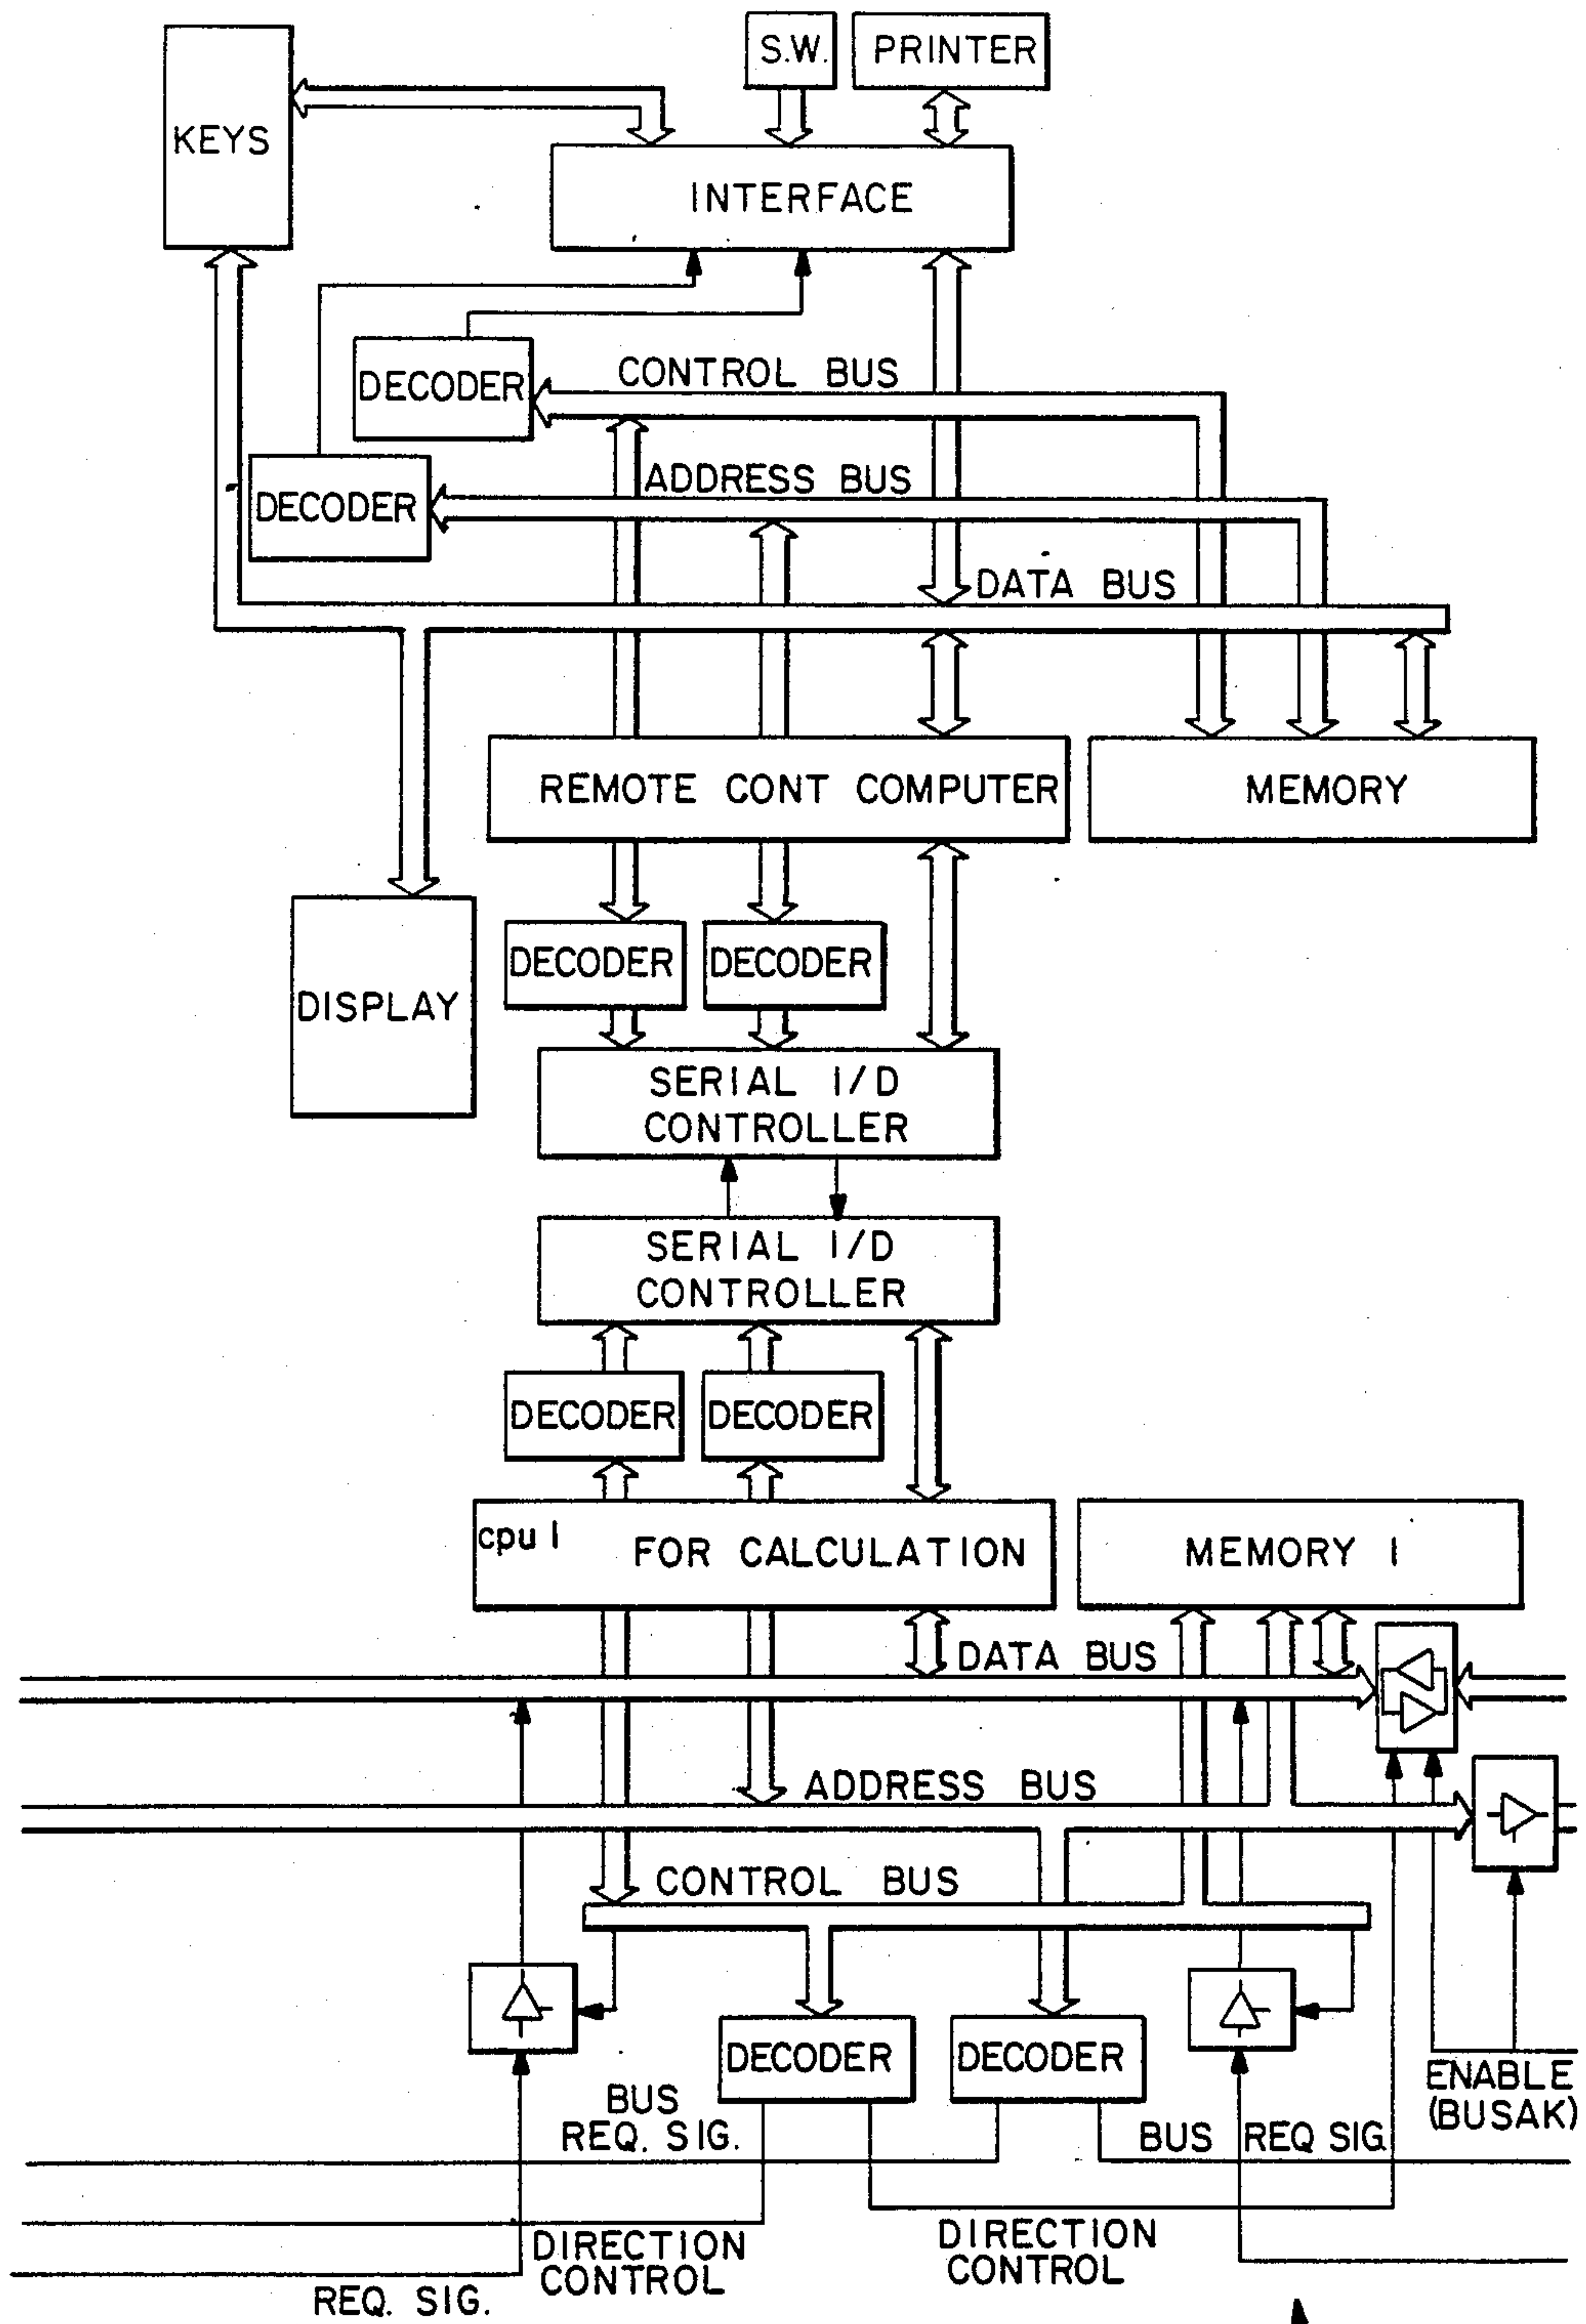 S.W.
PRINTER
KEYS
INTERFACE
DECODER
CONTROL BUS
DECODER
ADDRESS BUS
DATA BUS
REMOTE CONT COMPUTER
MEMORY
DECODER
DECODER
DISPLAY
SERIAL I/D
CONTROLLER
SERIAL I/D
CONTROLLER
DECODER
DECODER
cpu 1
FOR CALCULATION
MEMORY 1
DATA BUS
ADDRESS BUS
CONTROL BUS
DECODER
DECODER
ENABLE
(BUSAK)
BUS
REQ. SIG.
BUS REQ SIG.
DIRECTION
CONTROL
DIRECTION
CONTROL
REQ. SIG.